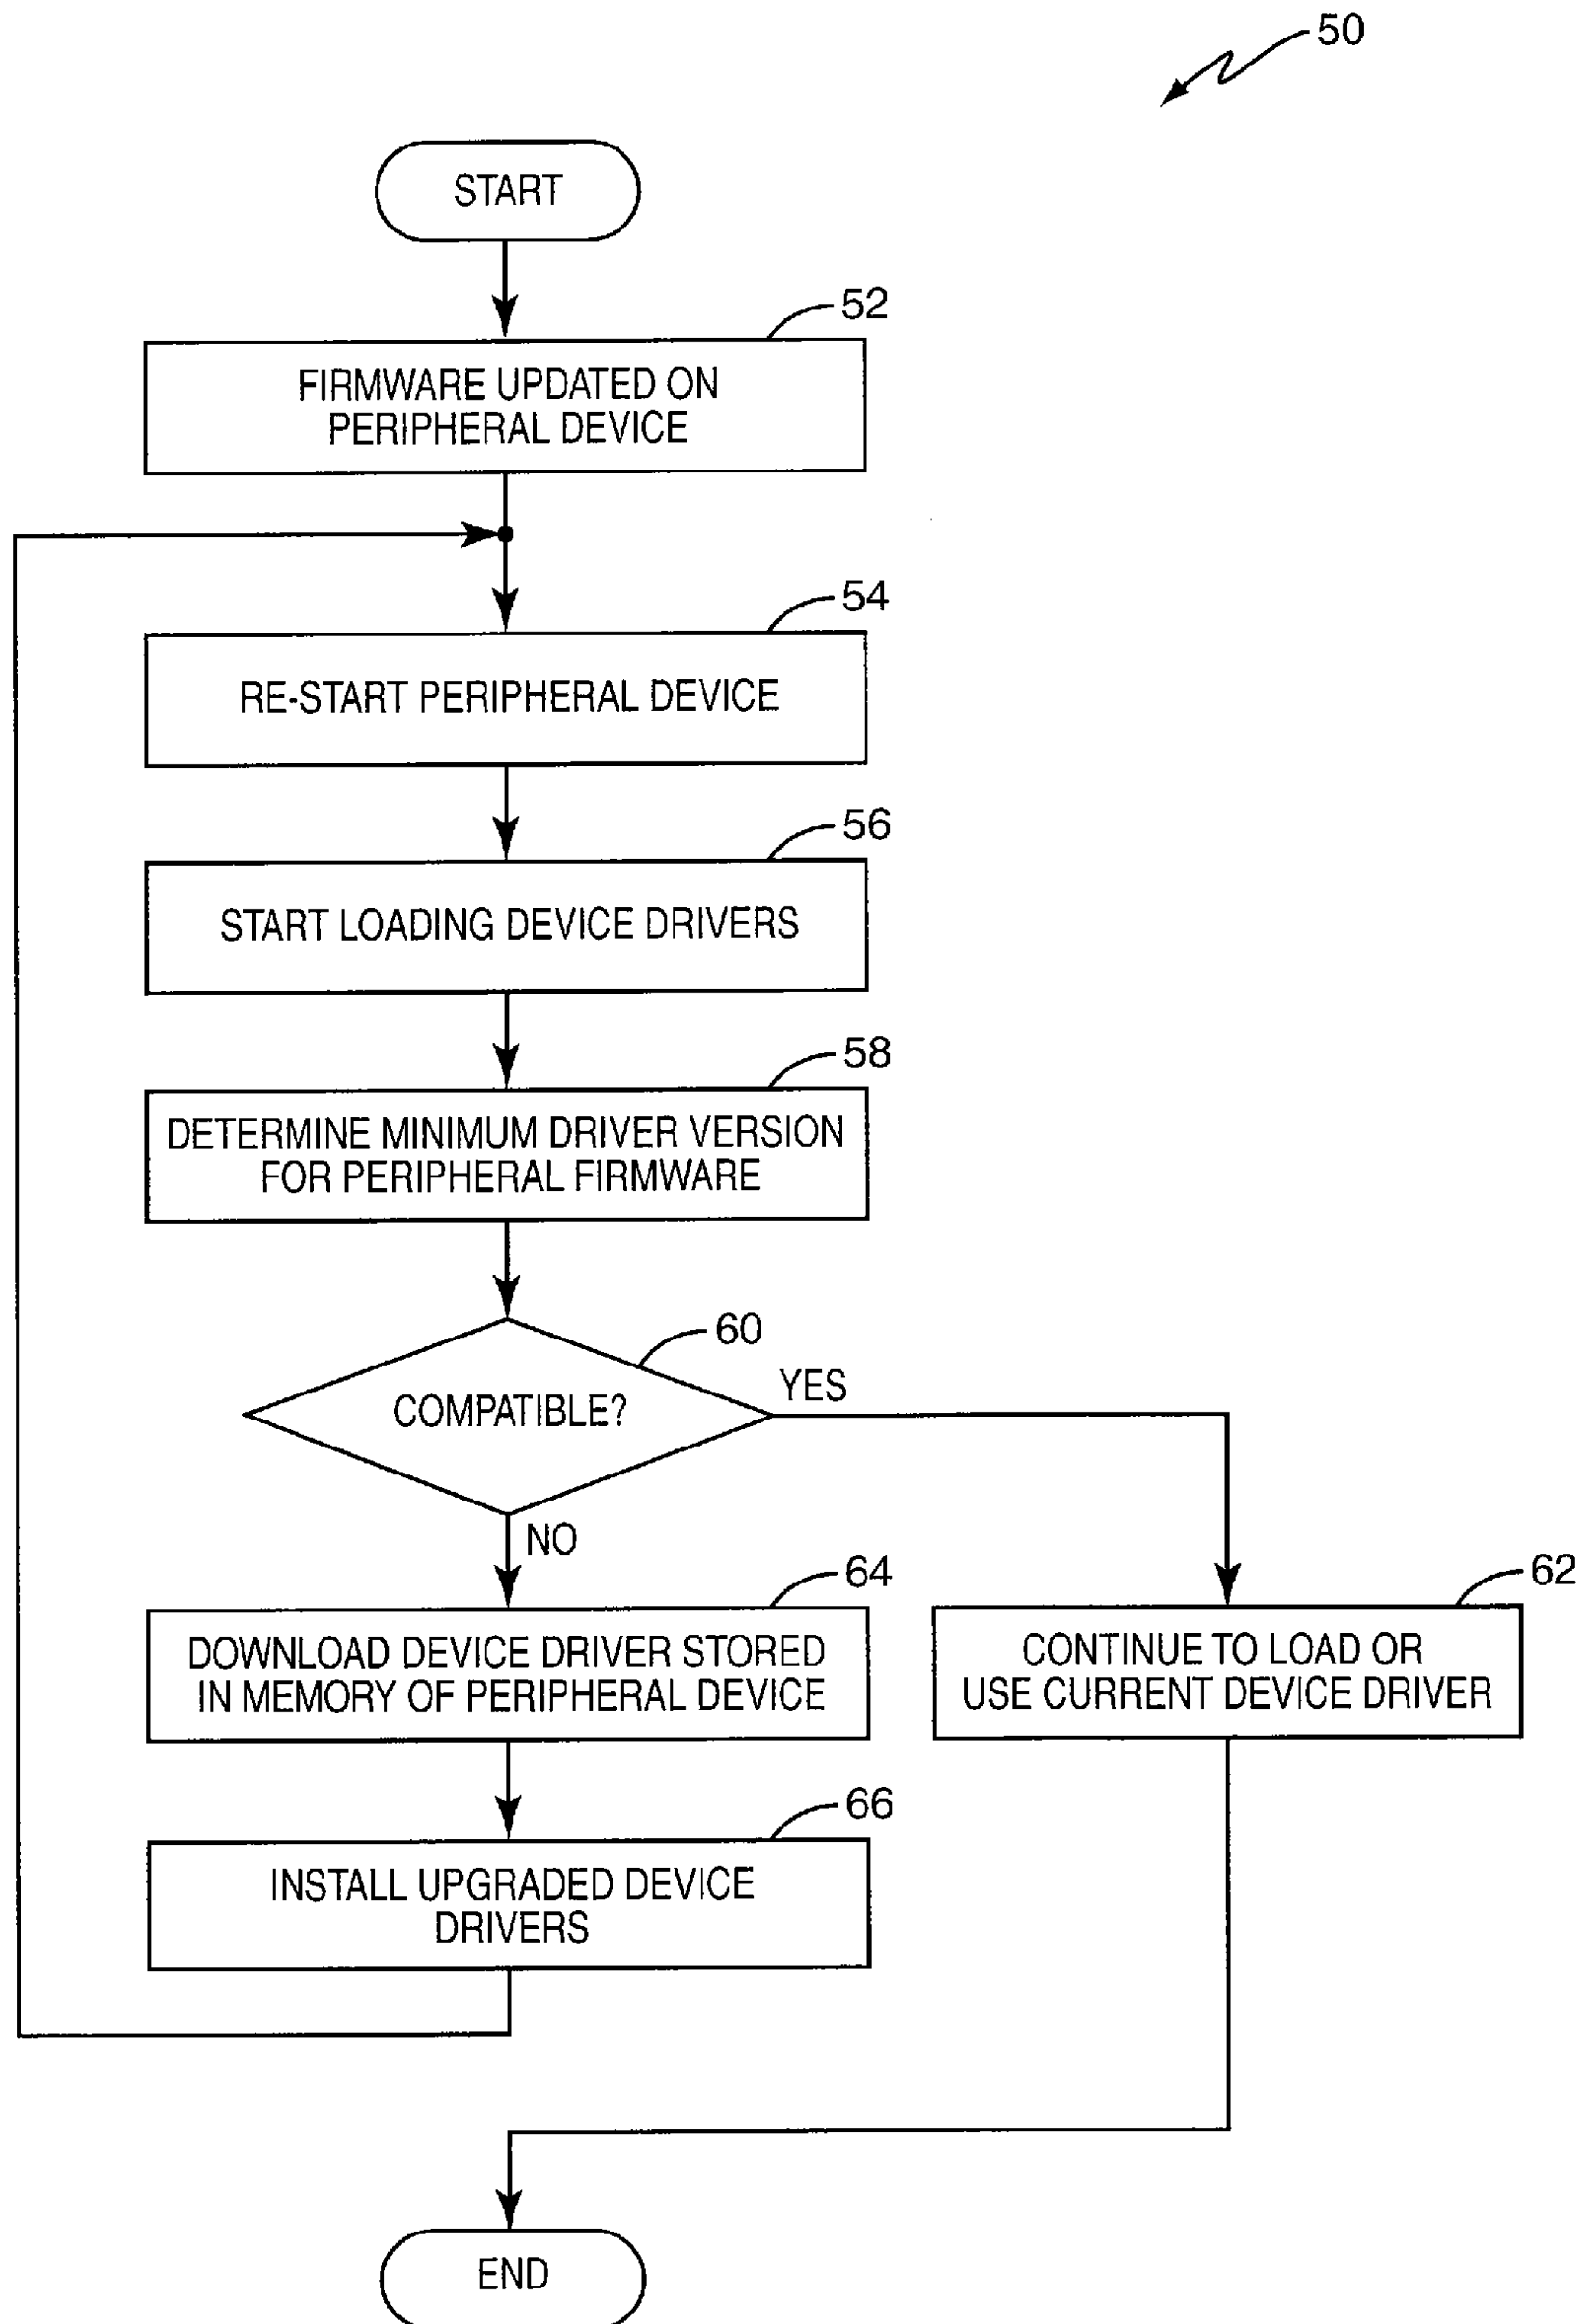 50
START
52
FIRMWARE UPDATED ON
PERIPHERAL DEVICE
54
RE-START PERIPHERAL DEVICE
56
START LOADING DEVICE DRIVERS
58
DETERMINE MINIMUM DRIVER VERSION
FOR PERIPHERAL FIRMWARE
60
COMPATIBLE?
YES
NO
64
DOWNLOAD DEVICE DRIVER STORED
IN MEMORY OF PERIPHERAL DEVICE
62
CONTINUE TO LOAD OR
USE CURRENT DEVICE DRIVER
66
INSTALL UPGRADED DEVICE
DRIVERS
END